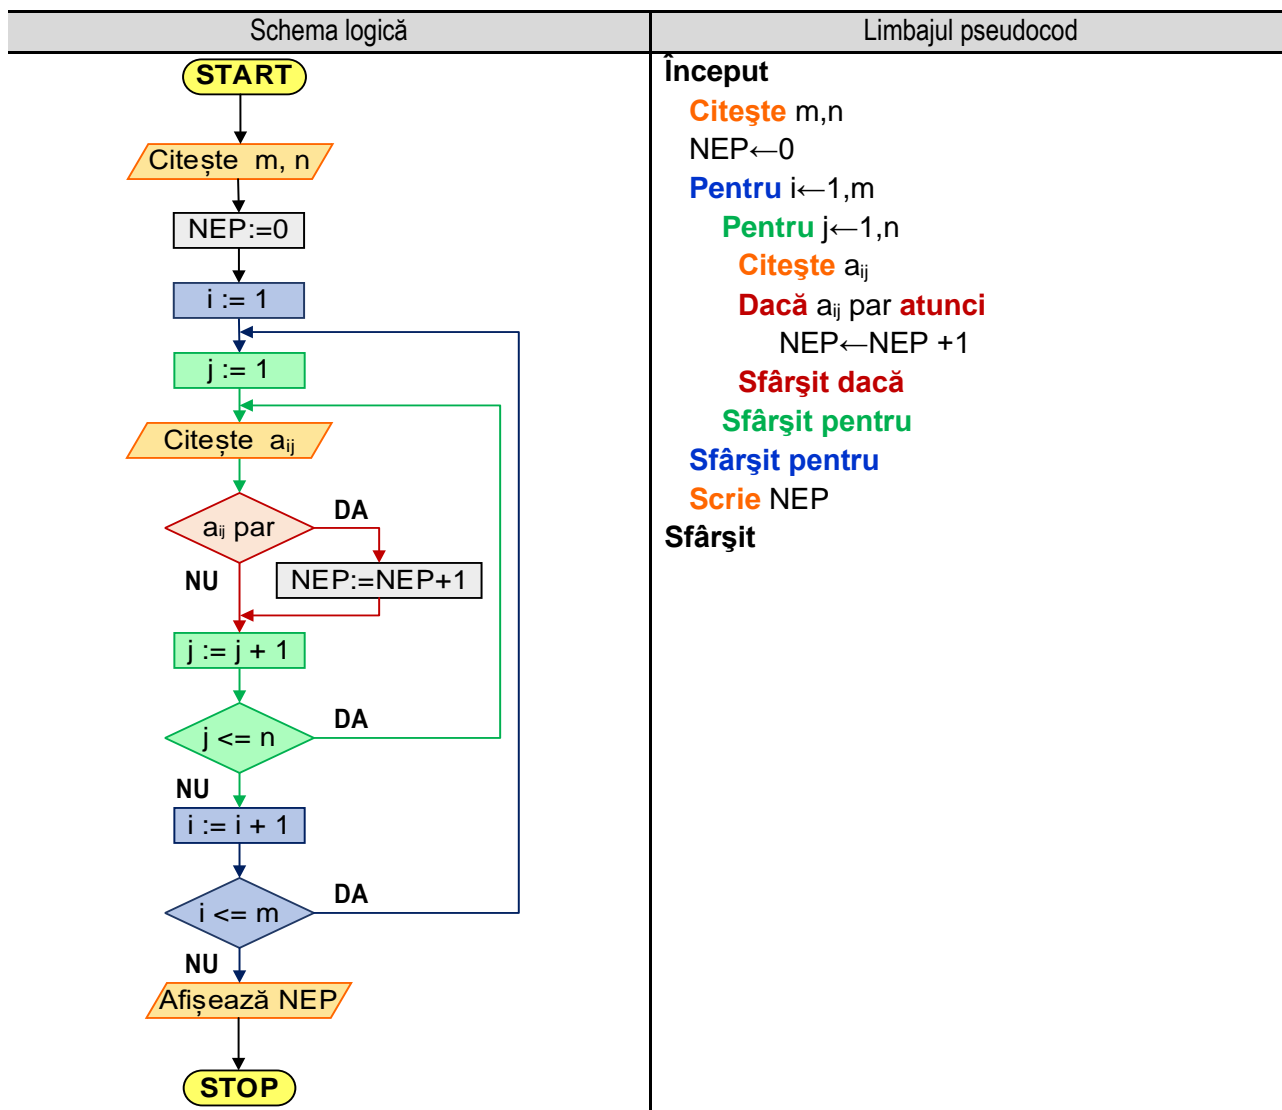 Schema logică
START
Citește m, n
NEP:=0
i := 1
j := 1
Citește aij
aij par
DA
NU
NEP:=NEP+1
j := j + 1
j <= n
DA
NU
i := i + 1
i <= m
DA
NU
Afișează NEP
STOP
Limbajul pseudocod
Început
Citeşte m,n
NEP←0
Pentru i←1,m
Pentru j←1,n
Citeşte aij
Dacă aij par atunci
NEP←NEP +1
Sfârşit dacă
Sfârşit pentru
Sfârşit pentru
Scrie NEP
Sfârşit